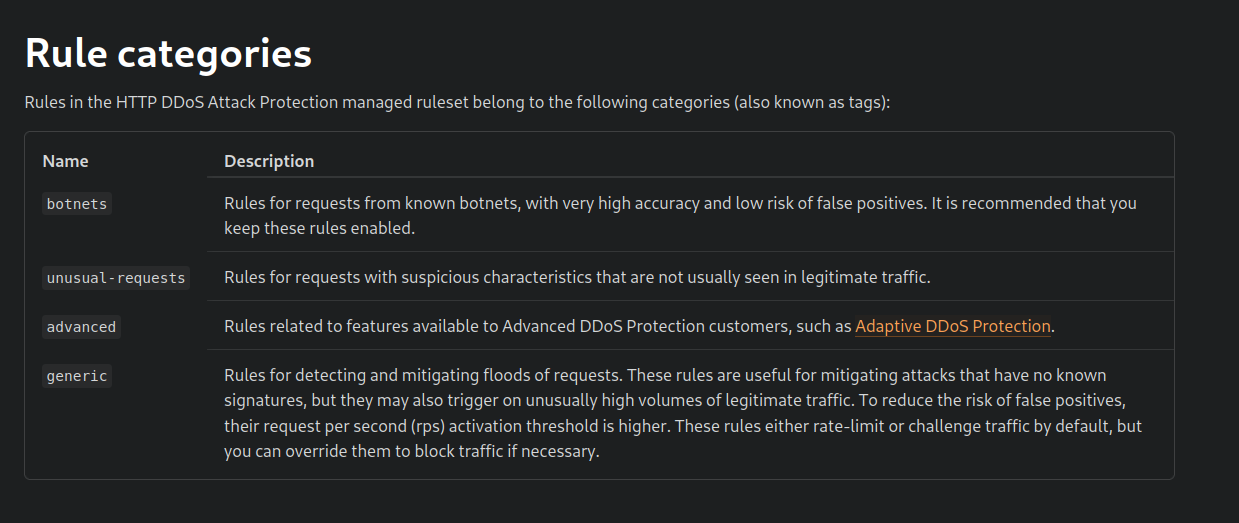 Rule categories
Rules in the HTTP DDoS Attack Protection managed ruleset belong to the following categories (also known as tags):
Name Description
botnets Rules for requests from known botnets, with very high accuracy and low risk of false positives. It is recommended that you
keep these rules enabled.
unusual-requests Rules for requests with suspicious characteristics that are not usually seen in legitimate traffic.
advanced Rules related to features available to Advanced DDoS Protection customers, such as Adaptive DDoS Protection.
generic Rules for detecting and mitigating floods of requests. These rules are useful for mitigating attacks that have no known
signatures, but they may also trigger on unusually high volumes of legitimate traffic. To reduce the risk of false positives,
their request per second (rps) activation threshold is higher. These rules either rate-limit or challenge traffic by default, but
you can override them to block traffic if necessary.